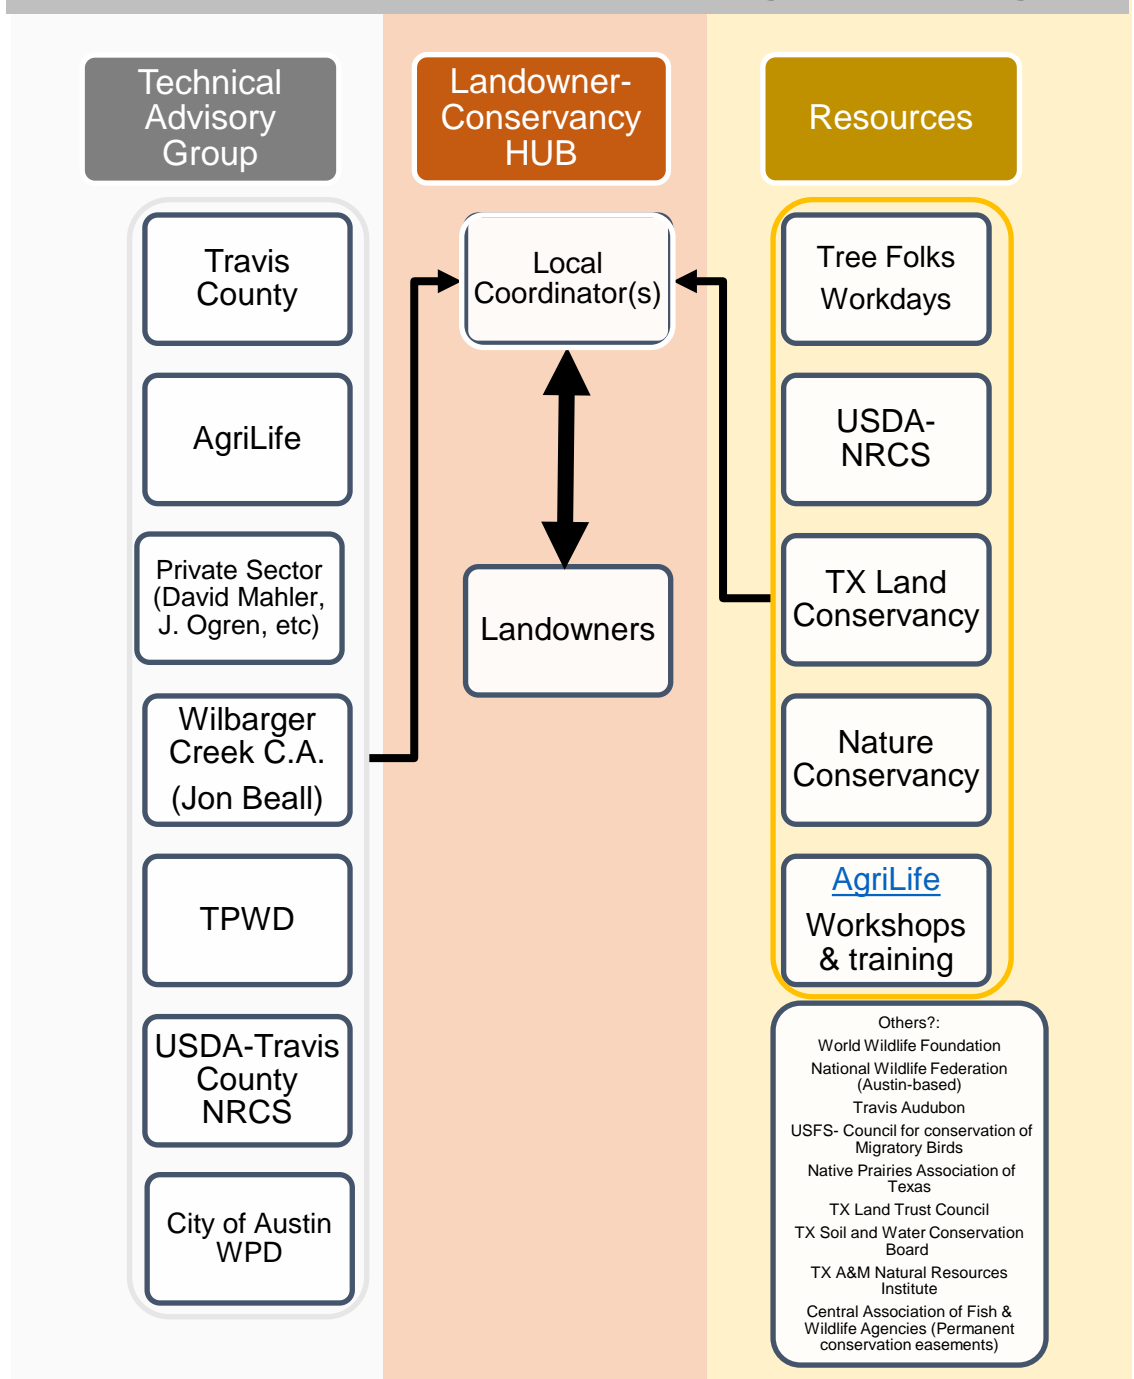 Technical
Advisory
Group
Travis
County
AgriLife
Private Sector
(David Mahler,
J. Ogren, etc)
Wilbarger
Creek C.A.
(Jon Beall)
TPWD
USDA-Travis
County
NRCS
City of Austin
WPD
Landowner-
Conservancy
HUB
Local
Coordinator(s)
Landowners
Resources
Tree Folks
Workdays
USDA-
NRCS
TX Land
Conservancy
Nature
Conservancy
AgriLife
Workshops
& training
Others?:
World Wildlife Foundation
National Wildlife Federation
(Austin-based)
Travis Audubon
USFS- Council for conservation of
Migratory Birds
Native Prairies Association of
Texas
TX Land Trust Council
TX Soil and Water Conservation
Board
TX A&M Natural Resources
Institute
Central Association of Fish &
Wildlife Agencies (Permanent
conservation easements)